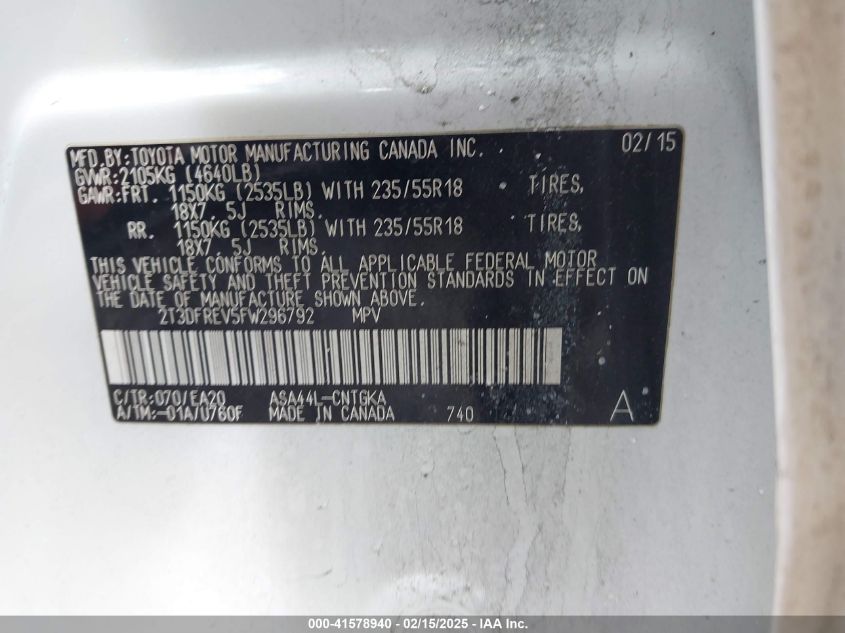 MFD.BY:TOYOTA MOTOR MANUFACTURING CANADA INC. 02/15
GVWR:2105KG (4640LB)
GAWR:FRT. 1150KG (2535LB) WITH 235/55R18 TIRES,
18X7.5J RIMS.
RR. 1150KG (2535LB) WITH 235/55R18 TIRES,
18X7.5J RIMS.
THIS VEHICLE CONFORMS TO ALL APPLICABLE FEDERAL MOTOR
VEHICLE SAFETY AND THEFT PREVENTION STANDARDS IN EFFECT ON
THE DATE OF MANUFACTURE SHOWN ABOVE.
2T3DFREV5FW296792 MPV
C/TR:070/EA20 ASA44L-CNTGKA
A/TM:-01A/U760F MADE IN CANADA 740 A
000-41578940 - 02/15/2025 - IAA, Inc.